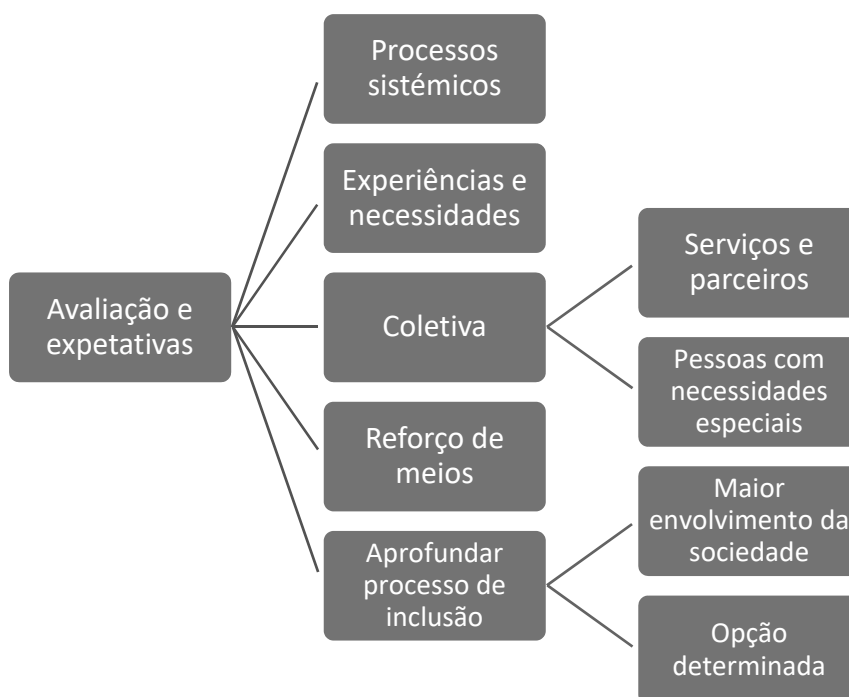 Avaliação e
expetativas
Processos
sistémicos
Experiências e
necessidades
Coletiva
Serviços e
parceiros
Pessoas com
necessidades
especiais
Reforço de
meios
Aprofundar
processo de
inclusão
Maior
envolvimento da
sociedade
Opção
determinada